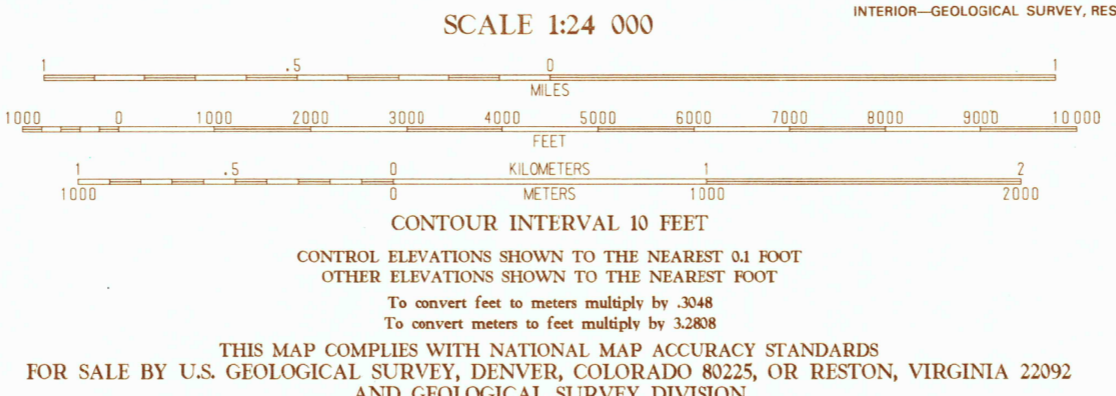 INTERIOR—GEOLOGICAL SURVEY, RES
SCALE 1:24 000
1 .5 0 1
MILES
1000 0 1000 2000 3000 4000 5000 6000 7000 8000 9000 10 000
FEET
1 .5 0 KILOMETERS 1 2
1000 0 METERS 1000 2000
CONTOUR INTERVAL 10 FEET
CONTROL ELEVATIONS SHOWN TO THE NEAREST 0.1 FOOT
OTHER ELEVATIONS SHOWN TO THE NEAREST FOOT
To convert feet to meters multiply by .3048
To convert meters to feet multiply by 3.2808
THIS MAP COMPLIES WITH NATIONAL MAP ACCURACY STANDARDS
FOR SALE BY U.S. GEOLOGICAL SURVEY, DENVER, COLORADO 80225, OR RESTON, VIRGINIA 22092
AND GEOLOGICAL SURVEY DIVISION